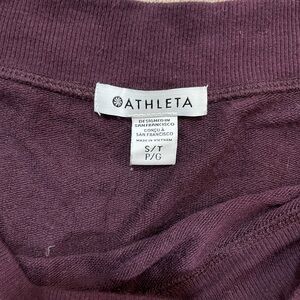 ATHLETA
DESIGNED IN
SAN FRANCISCO
CONÇU À
SAN FRANCISCO
MADE IN VIETNAM
S/T
P/G